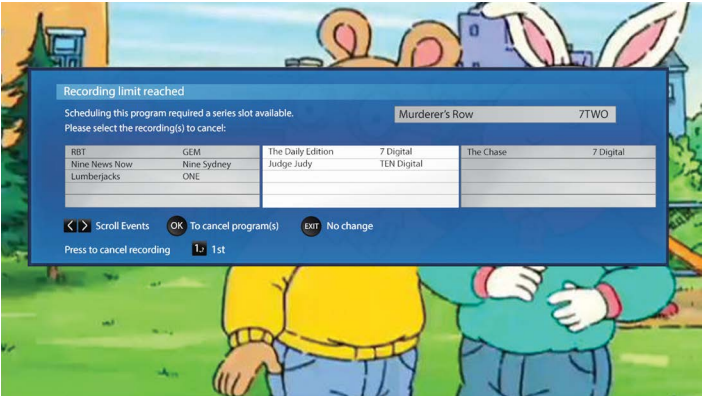 Recording limit reached
Scheduling this program required a series slot available.
Please select the recording(s) to cancel:
Murderer's Row 7TWO
RBT GEM
Nine News Now Nine Sydney
Lumberjacks ONE
The Daily Edition 7 Digital
Judge Judy TEN Digital
The Chase 7 Digital
< > Scroll Events OK To cancel program(s) EXIT No change
Press to cancel recording 1 1st